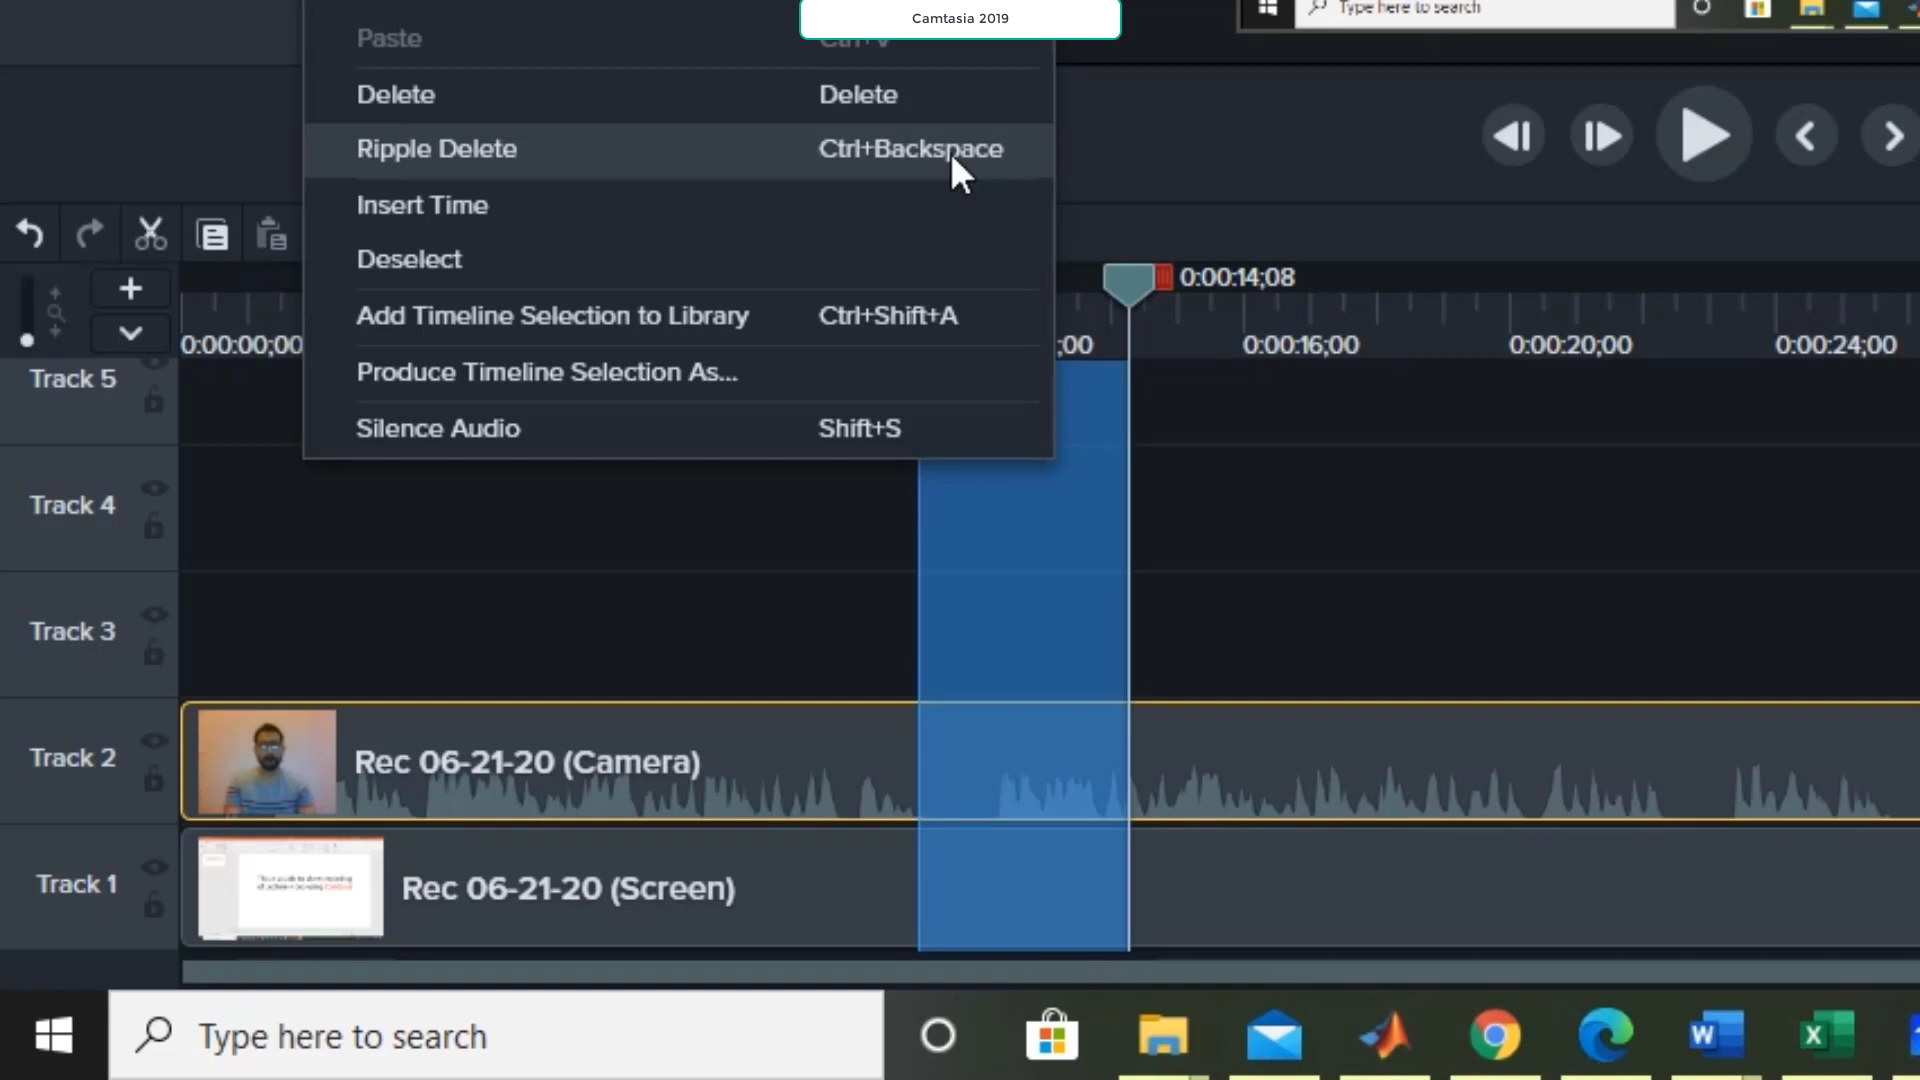 Camtasia 2019
Type here to search
Paste Ctrl+V
Delete Delete
Ripple Delete Ctrl+Backspace
Insert Time
Deselect
Add Timeline Selection to Library Ctrl+Shift+A
Produce Timeline Selection As...
Silence Audio Shift+S
0:00:14;08
0:00:00;00 ;00 0:00:16;00 0:00:20;00 0:00:24;00
Track 5
Track 4
Track 3
Track 2 Rec 06-21-20 (Camera)
Track 1 Rec 06-21-20 (Screen)
Type here to search